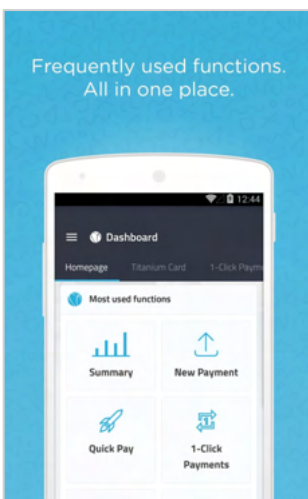 Frequently used functions.
All in one place.
12:44
Dashboard
Homepage Titanium Card 1-Click Payme
Most used functions
Summary New Payment
Quick Pay 1-Click
Payments